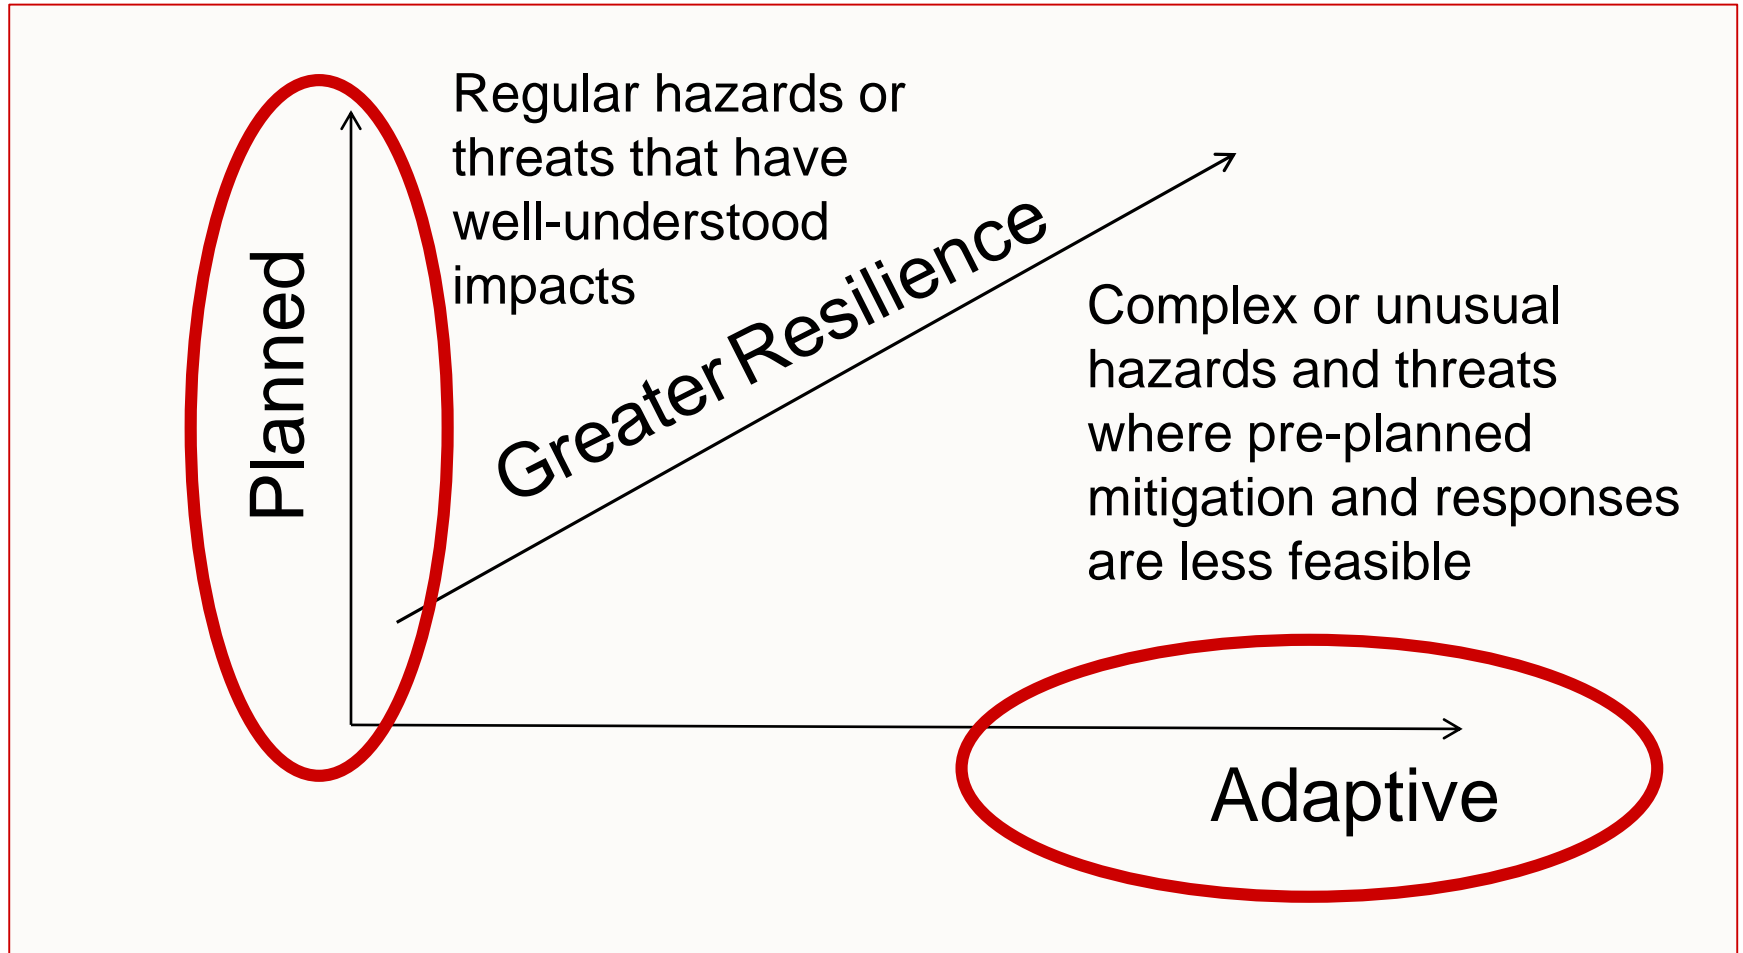 Planned
Regular hazards or
threats that have
well-understood
impacts
Greater Resilience
Complex or unusual
hazards and threats
where pre-planned
mitigation and responses
are less feasible
Adaptive